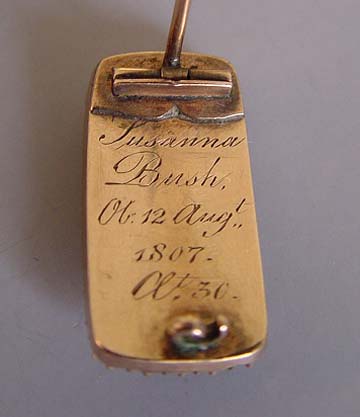 Susanna
Bush,
Ob. 12 Augt.,
1807.
Æt. 30.